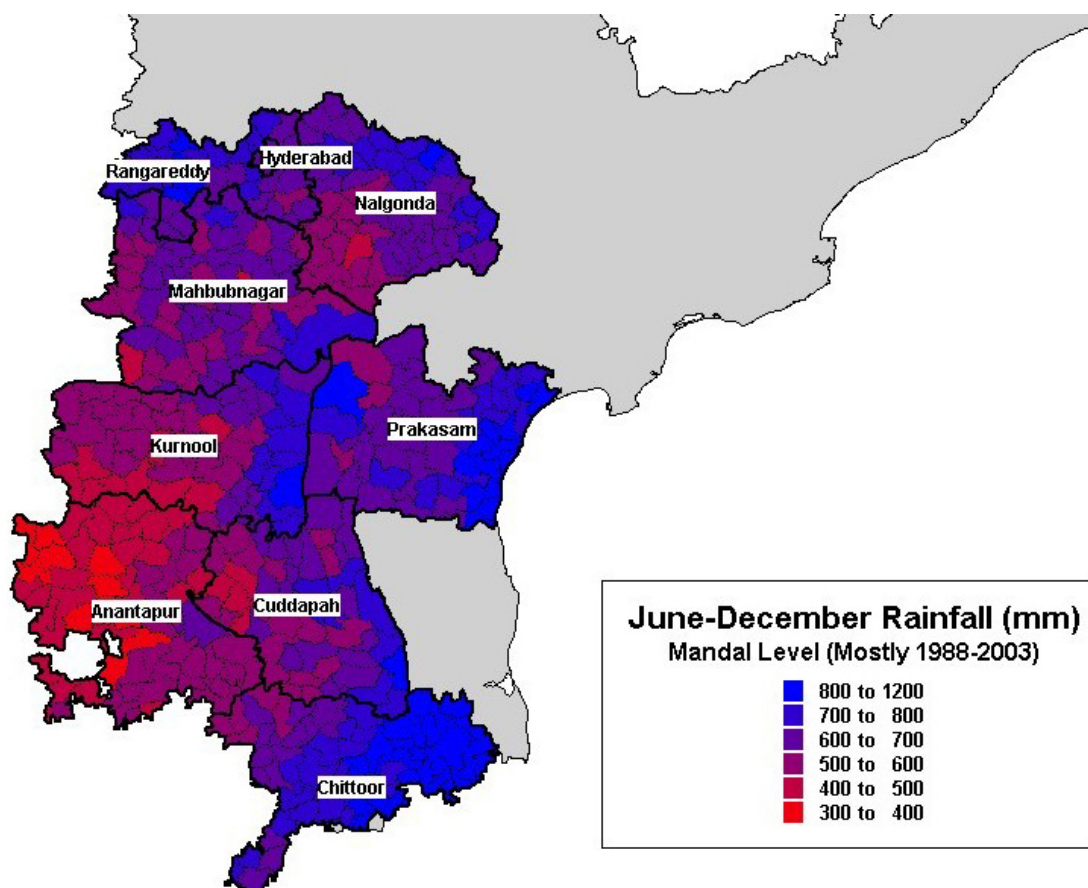 Hyderabad
Rangareddy
Nalgonda
Mahbubnagar
Prakasam
Kurnool
Anantapur
Cuddapah
Chittoor
June-December Rainfall (mm)
Mandal Level (Mostly 1988-2003)
800 to 1200
700 to 800
600 to 700
500 to 600
400 to 500
300 to 400